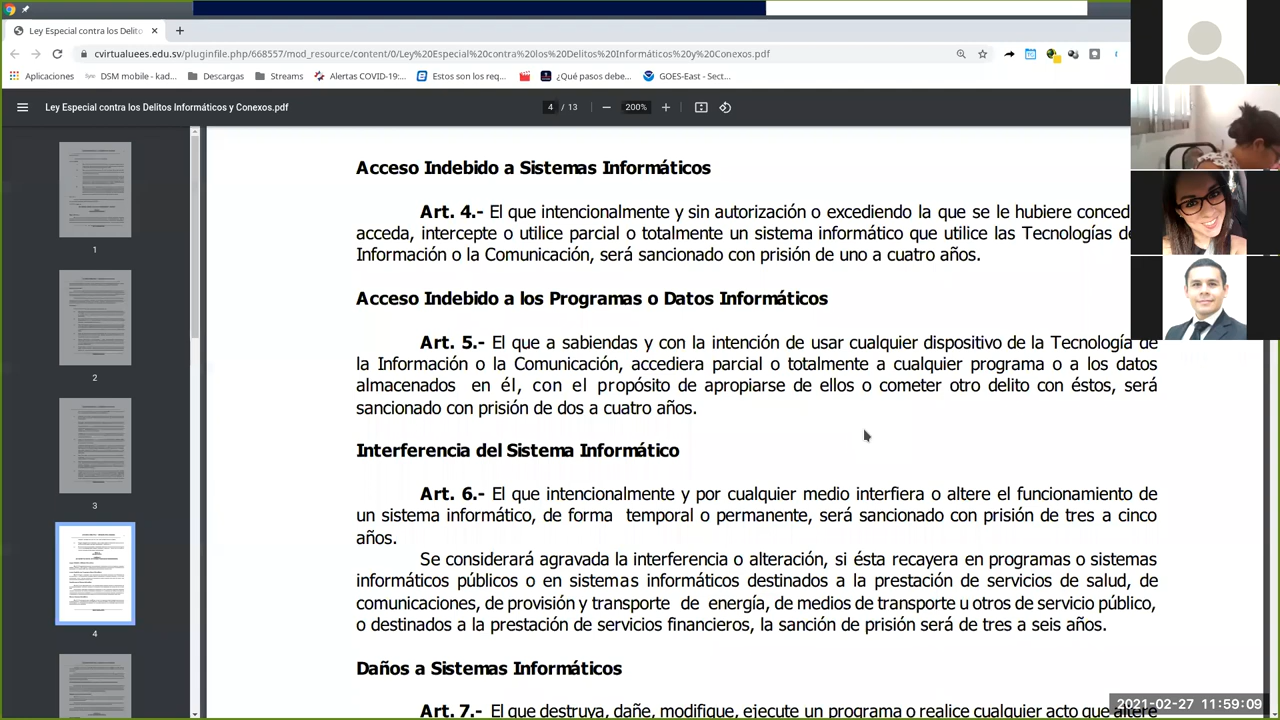 Ley Especial contra los Delito
cvirtualuees.edu.sv/pluginfile.php/668557/mod_resource/content/0/Ley%20Especial%20contra%20los%20Delitos%20Informáticos%20y%20Conexos.pdf
Aplicaciones
DSM mobile - kad...
Descargas
Streams
Alertas COVID-19:...
Estos son los req...
¿Qué pasos debe...
GOES-East - Sect...
Ley Especial contra los Delitos Informáticos y Conexos.pdf
4 / 13
200%
1
2
3
4
Acceso Indebido a Sistemas Informáticos
Art. 4.- El que intencionalmente y sin autorización o excediendo la que se le hubiere conced
acceda, intercepte o utilice parcial o totalmente un sistema informático que utilice las Tecnologías de
Información o la Comunicación, será sancionado con prisión de uno a cuatro años.
Acceso Indebido a los Programas o Datos Informáticos
Art. 5.- El que a sabiendas y con la intención de usar cualquier dispositivo de la Tecnología de
la Información o la Comunicación, accediera parcial o totalmente a cualquier programa o a los datos
almacenados en él, con el propósito de apropiarse de ellos o cometer otro delito con éstos, será
sancionado con prisión de dos a cuatro años.
Interferencia del Sistema Informático
Art. 6.- El que intencionalmente y por cualquier medio interfiera o altere el funcionamiento de
un sistema informático, de forma temporal o permanente, será sancionado con prisión de tres a cinco
años.
Se considerará agravada la interferencia o alteración, si ésta recayere en programas o sistemas
informáticos públicos o en sistemas informáticos destinados a la prestación de servicios de salud, de
comunicaciones, de provisión y transporte de energía, de medios de transporte u otros de servicio público,
o destinados a la prestación de servicios financieros, la sanción de prisión será de tres a seis años.
Daños a Sistemas Informáticos
Art. 7.- El que destruya, dañe, modifique, ejecute un programa o realice cualquier acto que altere
2021-02-27 11:59:09